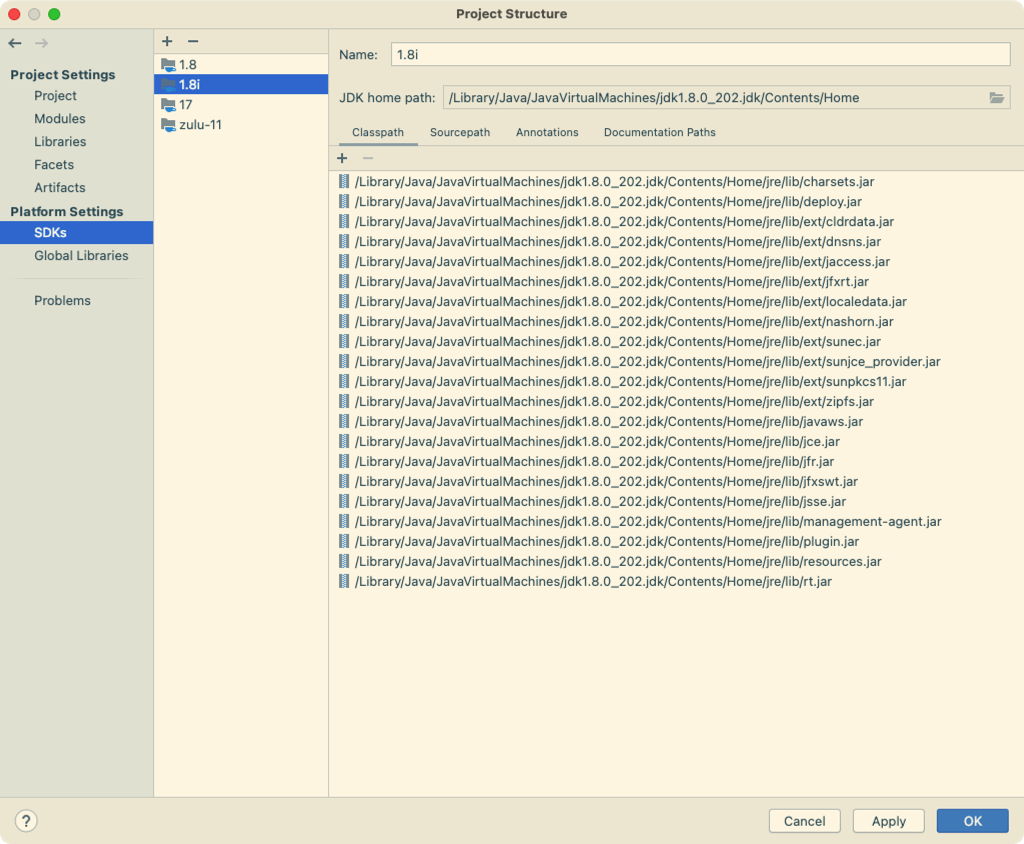 Project Structure
Project Settings
Project
Modules
Libraries
Facets
Artifacts
Platform Settings
SDKs
Global Libraries
Problems
1.8
1.8i
17
zulu-11
Name: 1.8i
JDK home path: /Library/Java/JavaVirtualMachines/jdk1.8.0_202.jdk/Contents/Home
Classpath Sourcepath Annotations Documentation Paths
/Library/Java/JavaVirtualMachines/jdk1.8.0_202.jdk/Contents/Home/jre/lib/charsets.jar
/Library/Java/JavaVirtualMachines/jdk1.8.0_202.jdk/Contents/Home/jre/lib/deploy.jar
/Library/Java/JavaVirtualMachines/jdk1.8.0_202.jdk/Contents/Home/jre/lib/ext/cldrdata.jar
/Library/Java/JavaVirtualMachines/jdk1.8.0_202.jdk/Contents/Home/jre/lib/ext/dnsns.jar
/Library/Java/JavaVirtualMachines/jdk1.8.0_202.jdk/Contents/Home/jre/lib/ext/jaccess.jar
/Library/Java/JavaVirtualMachines/jdk1.8.0_202.jdk/Contents/Home/jre/lib/ext/jfxrt.jar
/Library/Java/JavaVirtualMachines/jdk1.8.0_202.jdk/Contents/Home/jre/lib/ext/localedata.jar
/Library/Java/JavaVirtualMachines/jdk1.8.0_202.jdk/Contents/Home/jre/lib/ext/nashorn.jar
/Library/Java/JavaVirtualMachines/jdk1.8.0_202.jdk/Contents/Home/jre/lib/ext/sunec.jar
/Library/Java/JavaVirtualMachines/jdk1.8.0_202.jdk/Contents/Home/jre/lib/ext/sunjce_provider.jar
/Library/Java/JavaVirtualMachines/jdk1.8.0_202.jdk/Contents/Home/jre/lib/ext/sunpkcs11.jar
/Library/Java/JavaVirtualMachines/jdk1.8.0_202.jdk/Contents/Home/jre/lib/ext/zipfs.jar
/Library/Java/JavaVirtualMachines/jdk1.8.0_202.jdk/Contents/Home/jre/lib/javaws.jar
/Library/Java/JavaVirtualMachines/jdk1.8.0_202.jdk/Contents/Home/jre/lib/jce.jar
/Library/Java/JavaVirtualMachines/jdk1.8.0_202.jdk/Contents/Home/jre/lib/jfr.jar
/Library/Java/JavaVirtualMachines/jdk1.8.0_202.jdk/Contents/Home/jre/lib/jfxswt.jar
/Library/Java/JavaVirtualMachines/jdk1.8.0_202.jdk/Contents/Home/jre/lib/jsse.jar
/Library/Java/JavaVirtualMachines/jdk1.8.0_202.jdk/Contents/Home/jre/lib/management-agent.jar
/Library/Java/JavaVirtualMachines/jdk1.8.0_202.jdk/Contents/Home/jre/lib/plugin.jar
/Library/Java/JavaVirtualMachines/jdk1.8.0_202.jdk/Contents/Home/jre/lib/resources.jar
/Library/Java/JavaVirtualMachines/jdk1.8.0_202.jdk/Contents/Home/jre/lib/rt.jar
? Cancel Apply OK